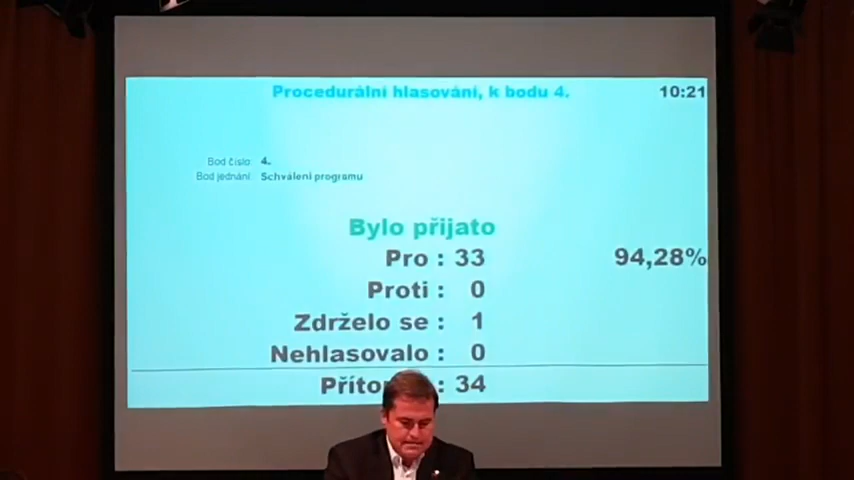 Procedurální hlasování, k bodu 4. 10:21
Bod číslo: 4.
Bod jednání: Schválení programu
Bylo přijato
Pro : 33 94,28%
Proti : 0
Zdrželo se : 1
Nehlasovalo : 0
: 34